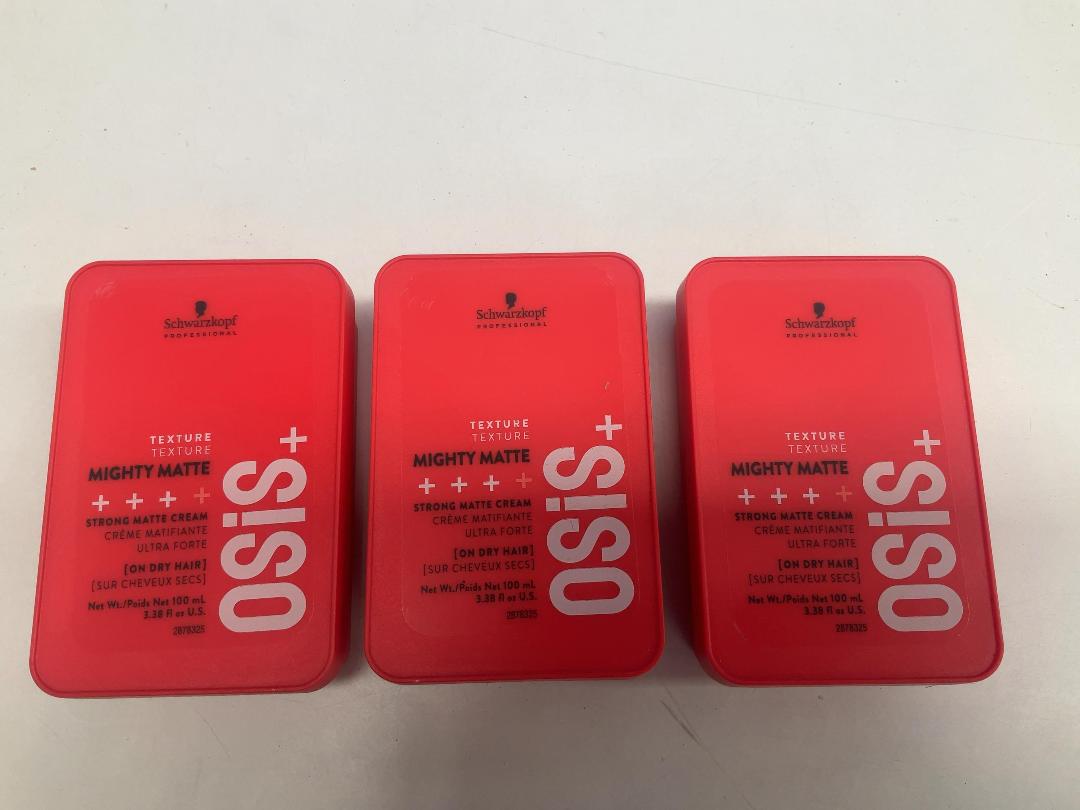 Schwarzkopf
PROFESSIONAL
TEXTURE
TEXTURE
MIGHTY MATTE
++++
STRONG MATTE CREAM
CRÈME MATIFIANTE
ULTRA FORTE
[ON DRY HAIR]
[SUR CHEVEUX SECS]
Net Wt./Poids Net 100 mL
3.38 fl oz U.S.
2878325
OSiS+
Schwarzkopf
PROFESSIONAL
TEXTURE
TEXTURE
MIGHTY MATTE
++++
STRONG MATTE CREAM
CRÈME MATIFIANTE
ULTRA FORTE
[ON DRY HAIR]
[SUR CHEVEUX SECS]
Net Wt./Poids Net 100 mL
3.38 fl oz U.S.
2878325
OSiS+
Schwarzkopf
PROFESSIONAL
TEXTURE
TEXTURE
MIGHTY MATTE
++++
STRONG MATTE CREAM
CRÈME MATIFIANTE
ULTRA FORTE
[ON DRY HAIR]
[SUR CHEVEUX SECS]
Net Wt./Poids Net 100 mL
3.38 fl oz U.S.
2878325
OSiS+